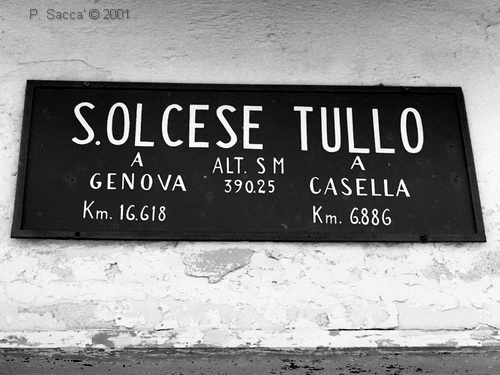 P. Sacca' © 2001
S.OLCESE TULLO
A ALT. S M A
GENOVA 390.25 CASELLA
Km. 16.618 Km. 6.886